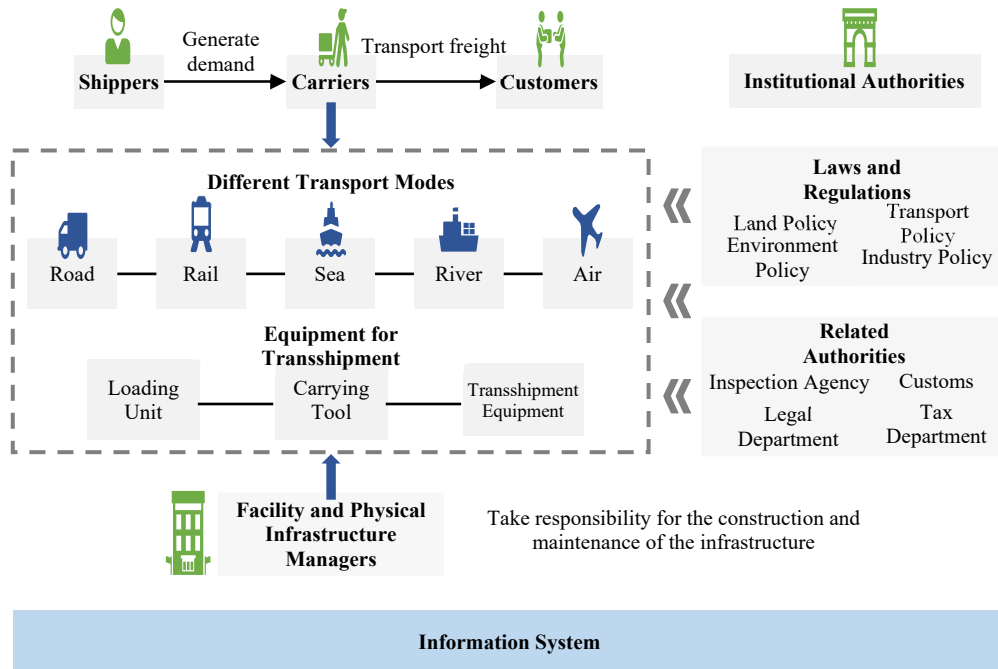 Generate
demand
Transport freight
Shippers
Carriers
Customers
Institutional Authorities
Different Transport Modes
Road
Rail
Sea
River
Air
Equipment for
Transshipment
Loading
Unit
Carrying
Tool
Transshipment
Equipment
Laws and
Regulations
Land Policy
Environment
Policy
Transport
Policy
Industry Policy
Related
Authorities
Inspection Agency
Customs
Legal
Department
Tax
Department
Facility and Physical
Infrastructure
Managers
Take responsibility for the construction and
maintenance of the infrastructure
Information System